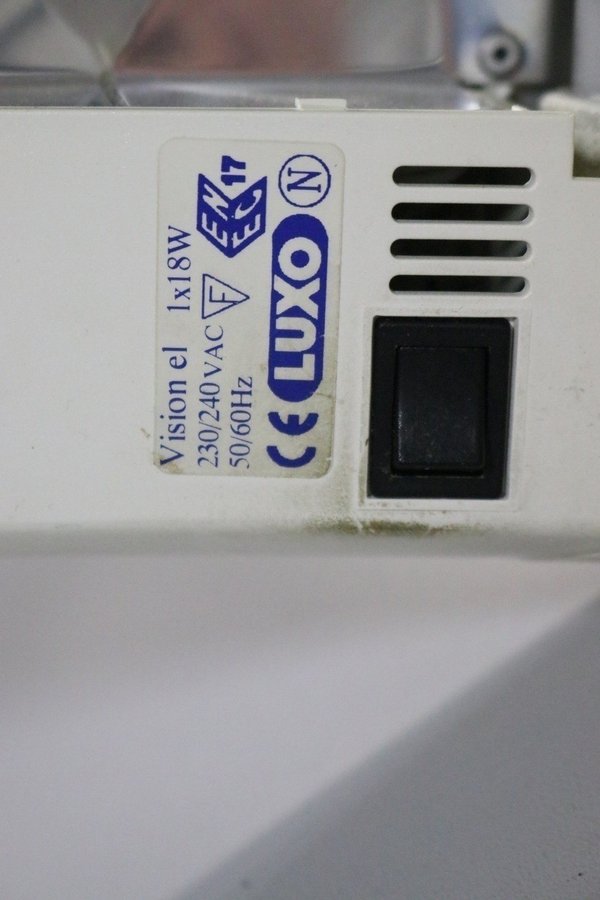 Vision el 1x18W
230/240 VAC F
50/60Hz
ENEC 17
CE LUXO N